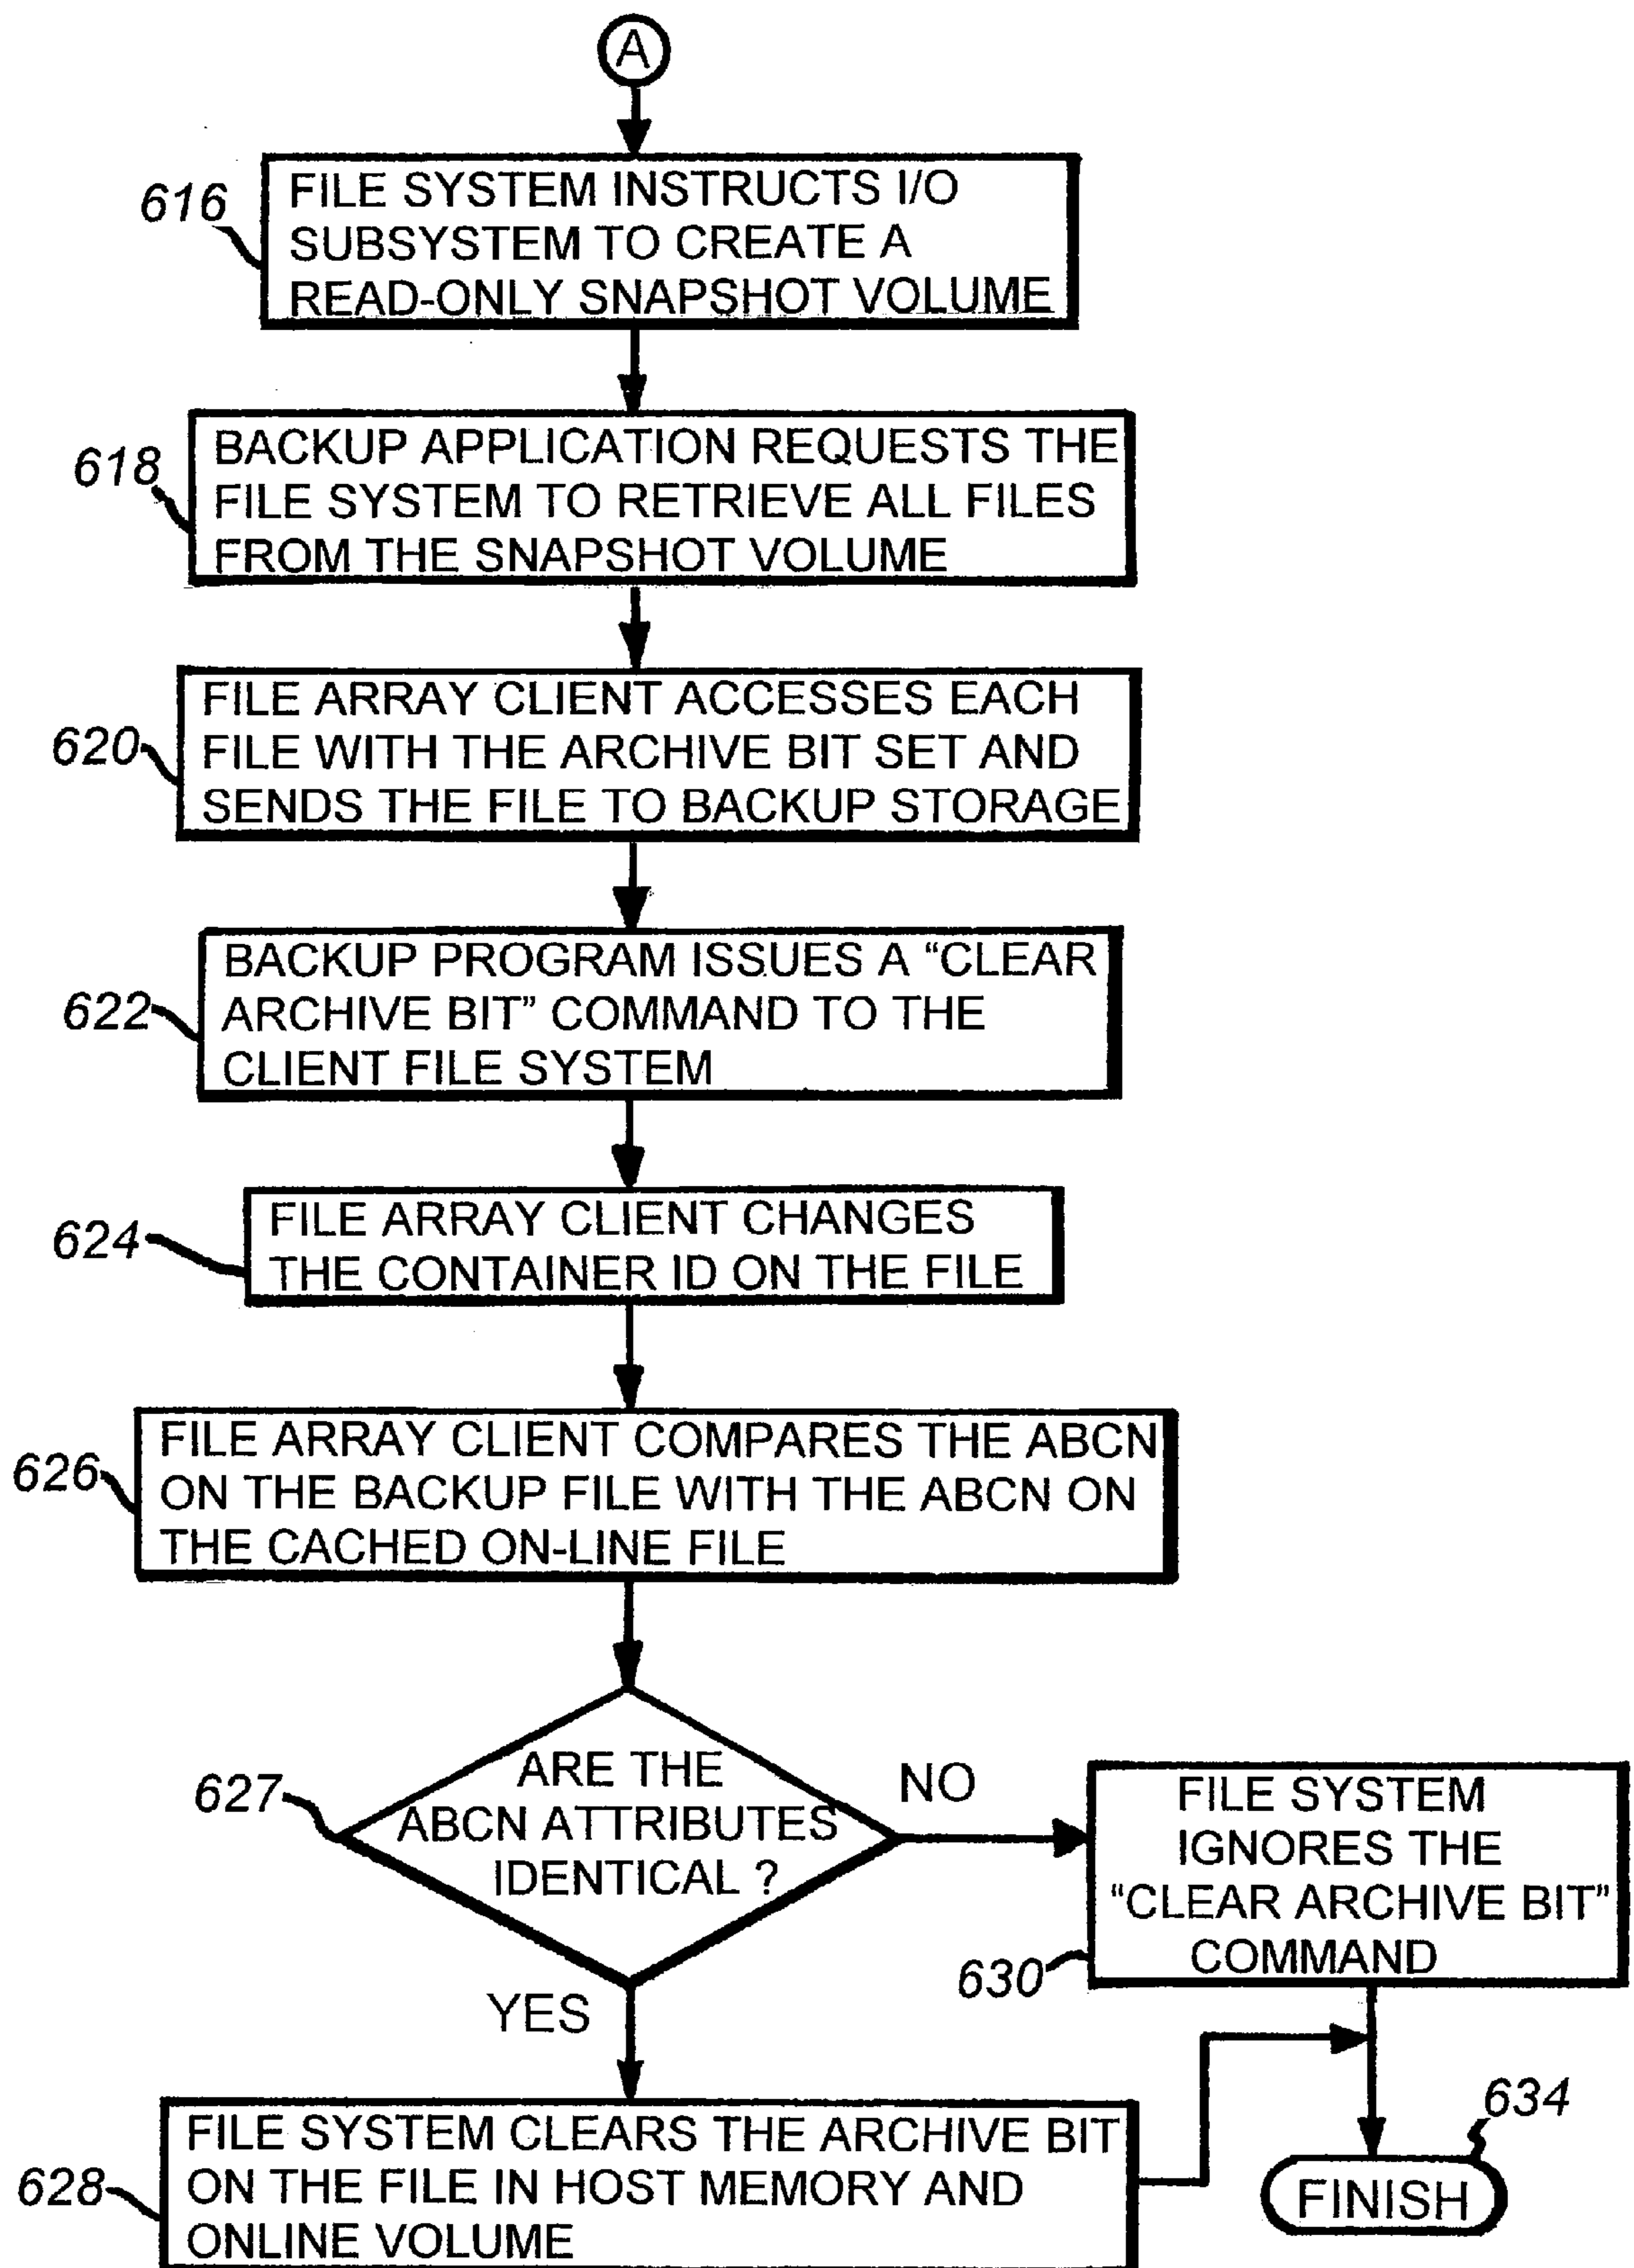 A
616
FILE SYSTEM INSTRUCTS I/O
SUBSYSTEM TO CREATE A
READ-ONLY SNAPSHOT VOLUME
618
BACKUP APPLICATION REQUESTS THE
FILE SYSTEM TO RETRIEVE ALL FILES
FROM THE SNAPSHOT VOLUME
620
FILE ARRAY CLIENT ACCESSES EACH
FILE WITH THE ARCHIVE BIT SET AND
SENDS THE FILE TO BACKUP STORAGE
622
BACKUP PROGRAM ISSUES A “CLEAR
ARCHIVE BIT” COMMAND TO THE
CLIENT FILE SYSTEM
624
FILE ARRAY CLIENT CHANGES
THE CONTAINER ID ON THE FILE
626
FILE ARRAY CLIENT COMPARES THE ABCN
ON THE BACKUP FILE WITH THE ABCN ON
THE CACHED ON-LINE FILE
627
ARE THE
ABCN ATTRIBUTES
IDENTICAL ?
NO
FILE SYSTEM
IGNORES THE
“CLEAR ARCHIVE BIT”
COMMAND
630
YES
634
FINISH
628
FILE SYSTEM CLEARS THE ARCHIVE BIT
ON THE FILE IN HOST MEMORY AND
ONLINE VOLUME